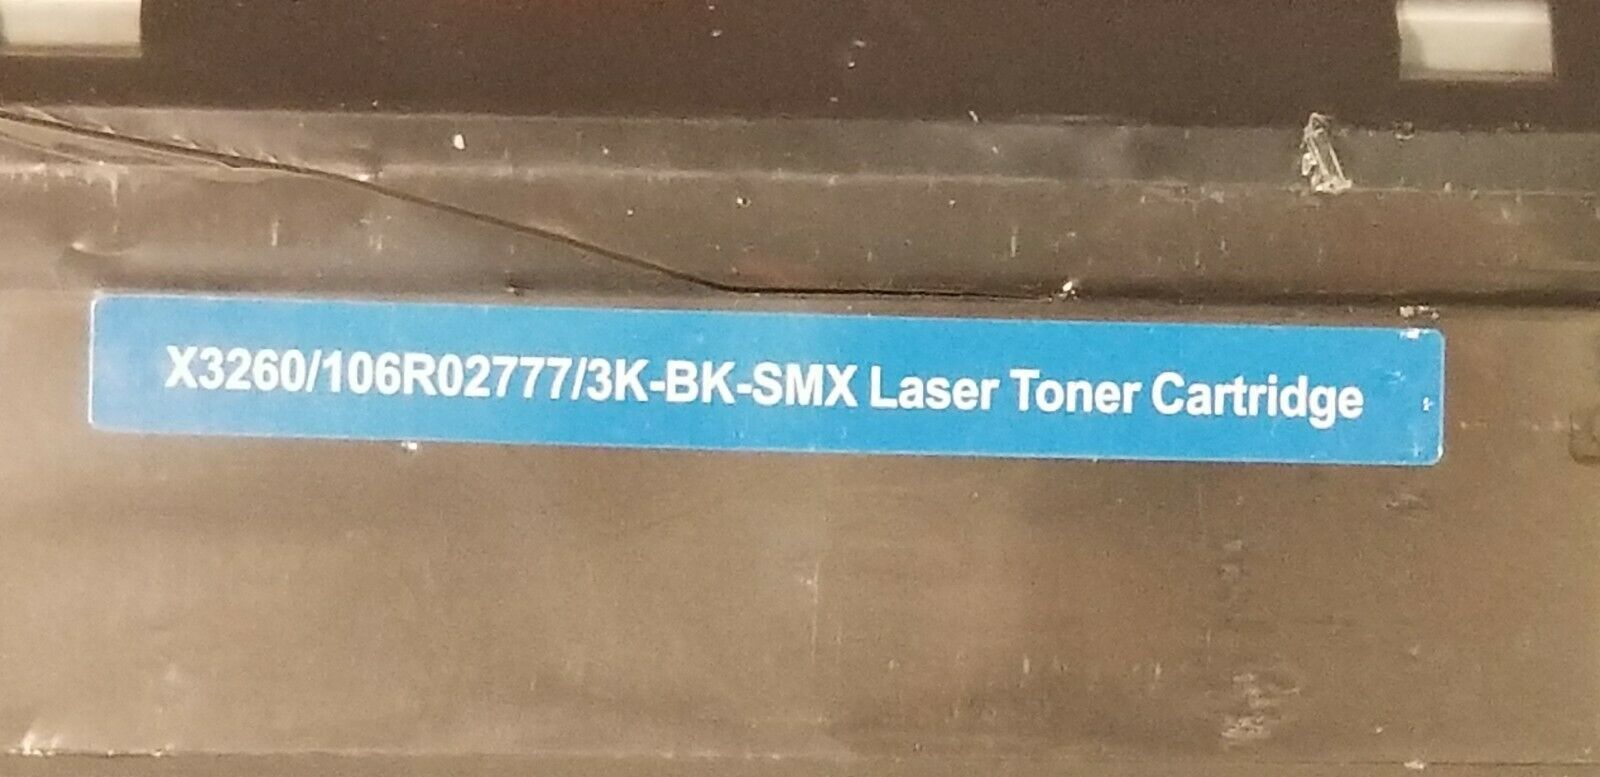 X3260/106R02777/3K-BK-SMX Laser Toner Cartridge